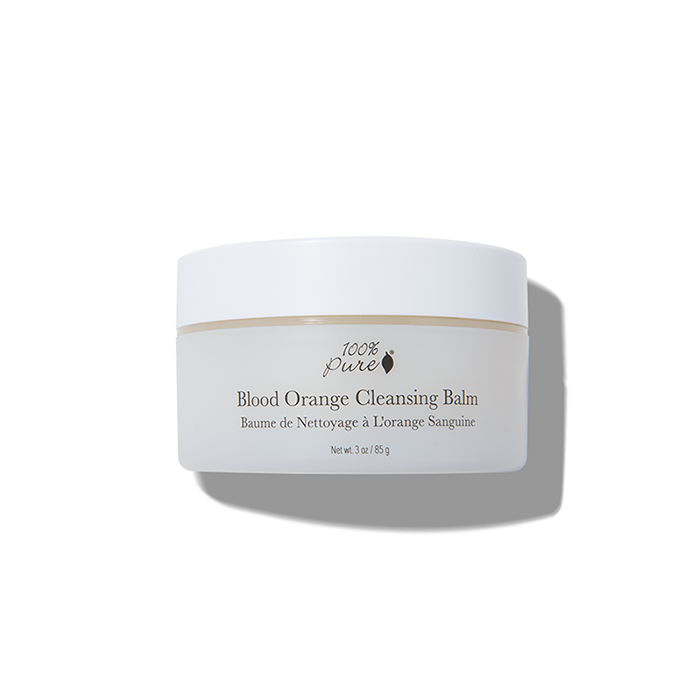 100%
pure®
Blood Orange Cleansing Balm
Baume de Nettoyage à L'orange Sanguine
Net wt. 3 oz / 85 g